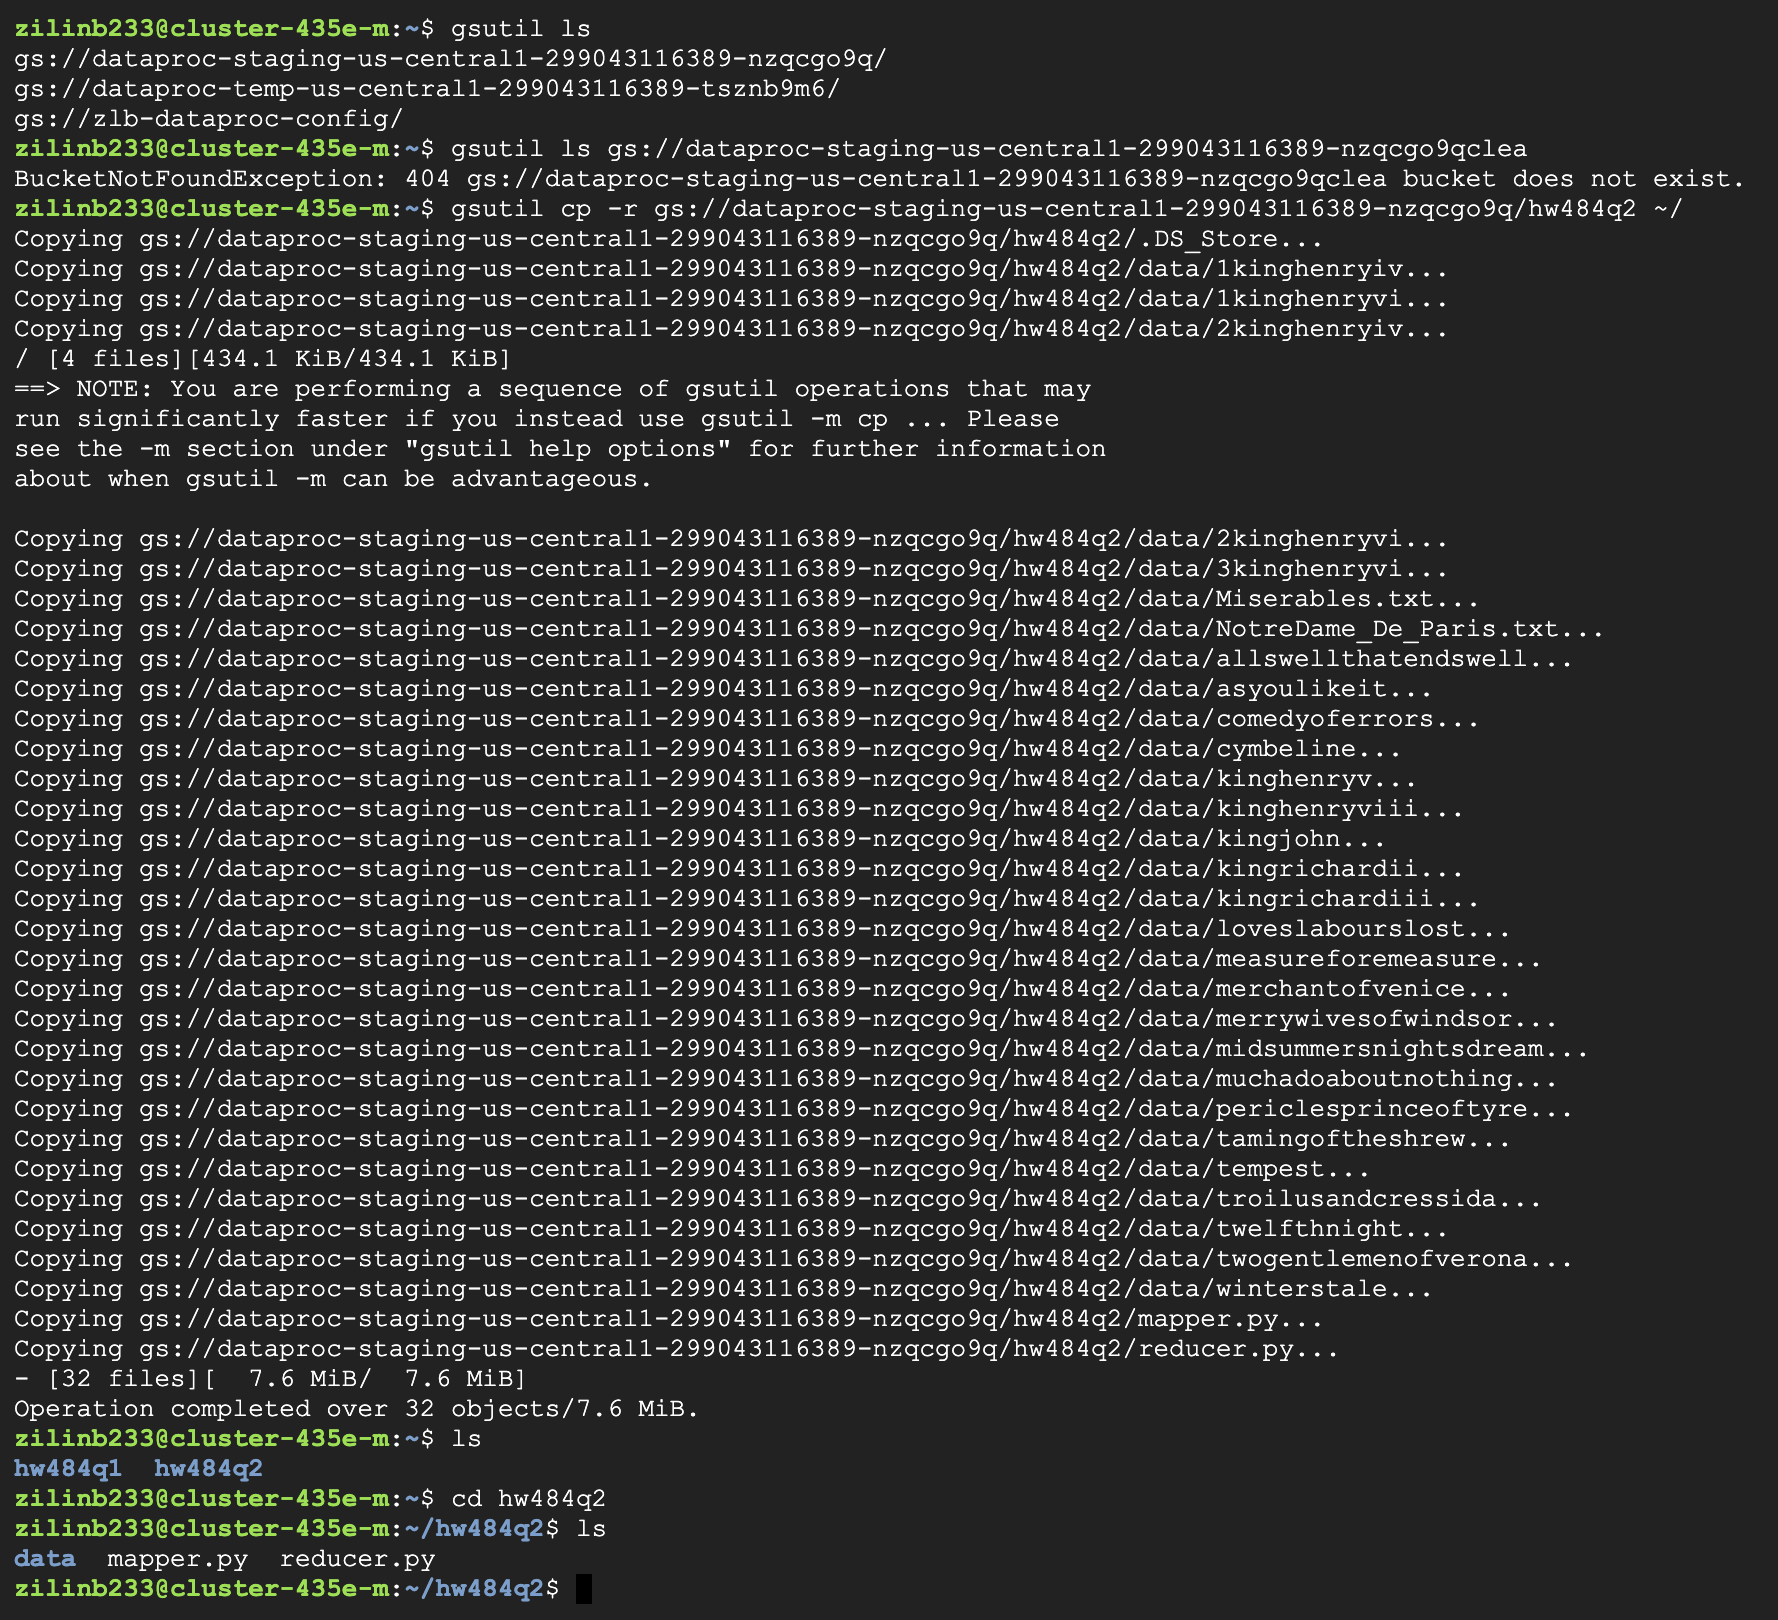 zilinb233@cluster-435e-m:~$ gsutil ls
gs://dataproc-staging-us-central1-299043116389-nzqcgo9q/
gs://dataproc-temp-us-central1-299043116389-tsznb9m6/
gs://zlb-dataproc-config/
zilinb233@cluster-435e-m:~$ gsutil ls gs://dataproc-staging-us-central1-299043116389-nzqcgo9qclea
BucketNotFoundException: 404 gs://dataproc-staging-us-central1-299043116389-nzqcgo9qclea bucket does not exist.
zilinb233@cluster-435e-m:~$ gsutil cp -r gs://dataproc-staging-us-central1-299043116389-nzqcgo9q/hw484q2 ~/
Copying gs://dataproc-staging-us-central1-299043116389-nzqcgo9q/hw484q2/.DS_Store...
Copying gs://dataproc-staging-us-central1-299043116389-nzqcgo9q/hw484q2/data/1kinghenryiv...
Copying gs://dataproc-staging-us-central1-299043116389-nzqcgo9q/hw484q2/data/1kinghenryvi...
Copying gs://dataproc-staging-us-central1-299043116389-nzqcgo9q/hw484q2/data/2kinghenryiv...
/ [4 files][434.1 KiB/434.1 KiB]
==> NOTE: You are performing a sequence of gsutil operations that may
run significantly faster if you instead use gsutil -m cp ... Please
see the -m section under "gsutil help options" for further information
about when gsutil -m can be advantageous.
Copying gs://dataproc-staging-us-central1-299043116389-nzqcgo9q/hw484q2/data/2kinghenryvi...
Copying gs://dataproc-staging-us-central1-299043116389-nzqcgo9q/hw484q2/data/3kinghenryvi...
Copying gs://dataproc-staging-us-central1-299043116389-nzqcgo9q/hw484q2/data/Miserables.txt...
Copying gs://dataproc-staging-us-central1-299043116389-nzqcgo9q/hw484q2/data/NotreDame_De_Paris.txt...
Copying gs://dataproc-staging-us-central1-299043116389-nzqcgo9q/hw484q2/data/allswellthatendswell...
Copying gs://dataproc-staging-us-central1-299043116389-nzqcgo9q/hw484q2/data/asyoulikeit...
Copying gs://dataproc-staging-us-central1-299043116389-nzqcgo9q/hw484q2/data/comedyoferrors...
Copying gs://dataproc-staging-us-central1-299043116389-nzqcgo9q/hw484q2/data/cymbeline...
Copying gs://dataproc-staging-us-central1-299043116389-nzqcgo9q/hw484q2/data/kinghenryv...
Copying gs://dataproc-staging-us-central1-299043116389-nzqcgo9q/hw484q2/data/kinghenryviii...
Copying gs://dataproc-staging-us-central1-299043116389-nzqcgo9q/hw484q2/data/kingjohn...
Copying gs://dataproc-staging-us-central1-299043116389-nzqcgo9q/hw484q2/data/kingrichardii...
Copying gs://dataproc-staging-us-central1-299043116389-nzqcgo9q/hw484q2/data/kingrichardiii...
Copying gs://dataproc-staging-us-central1-299043116389-nzqcgo9q/hw484q2/data/loveslabourslost...
Copying gs://dataproc-staging-us-central1-299043116389-nzqcgo9q/hw484q2/data/measureforemeasure...
Copying gs://dataproc-staging-us-central1-299043116389-nzqcgo9q/hw484q2/data/merchantofvenice...
Copying gs://dataproc-staging-us-central1-299043116389-nzqcgo9q/hw484q2/data/merrywivesofwindsor...
Copying gs://dataproc-staging-us-central1-299043116389-nzqcgo9q/hw484q2/data/midsummersnightsdream...
Copying gs://dataproc-staging-us-central1-299043116389-nzqcgo9q/hw484q2/data/muchadoaboutnothing...
Copying gs://dataproc-staging-us-central1-299043116389-nzqcgo9q/hw484q2/data/periclesprinceoftyre...
Copying gs://dataproc-staging-us-central1-299043116389-nzqcgo9q/hw484q2/data/tamingoftheshrew...
Copying gs://dataproc-staging-us-central1-299043116389-nzqcgo9q/hw484q2/data/tempest...
Copying gs://dataproc-staging-us-central1-299043116389-nzqcgo9q/hw484q2/data/troilusandcressida...
Copying gs://dataproc-staging-us-central1-299043116389-nzqcgo9q/hw484q2/data/twelfthnight...
Copying gs://dataproc-staging-us-central1-299043116389-nzqcgo9q/hw484q2/data/twogentlemenofverona...
Copying gs://dataproc-staging-us-central1-299043116389-nzqcgo9q/hw484q2/data/winterstale...
Copying gs://dataproc-staging-us-central1-299043116389-nzqcgo9q/hw484q2/mapper.py...
Copying gs://dataproc-staging-us-central1-299043116389-nzqcgo9q/hw484q2/reducer.py...
- [32 files][  7.6 MiB/  7.6 MiB]
Operation completed over 32 objects/7.6 MiB.
zilinb233@cluster-435e-m:~$ ls
hw484q1  hw484q2
zilinb233@cluster-435e-m:~$ cd hw484q2
zilinb233@cluster-435e-m:~/hw484q2$ ls
data  mapper.py  reducer.py
zilinb233@cluster-435e-m:~/hw484q2$